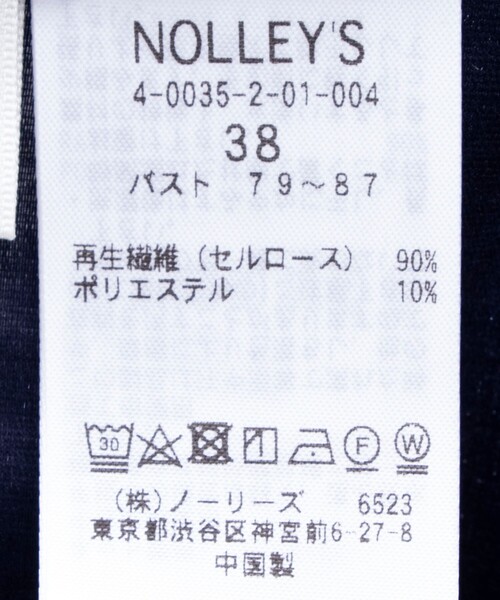 NOLLEY'S
4-0035-2-01-004
38
バスト 79～87
再生繊維(セルロース) 90%
ポリエステル 10%
30 F W
(株)ノーリーズ 6523
東京都渋谷区神宮前6-27-8
中国製